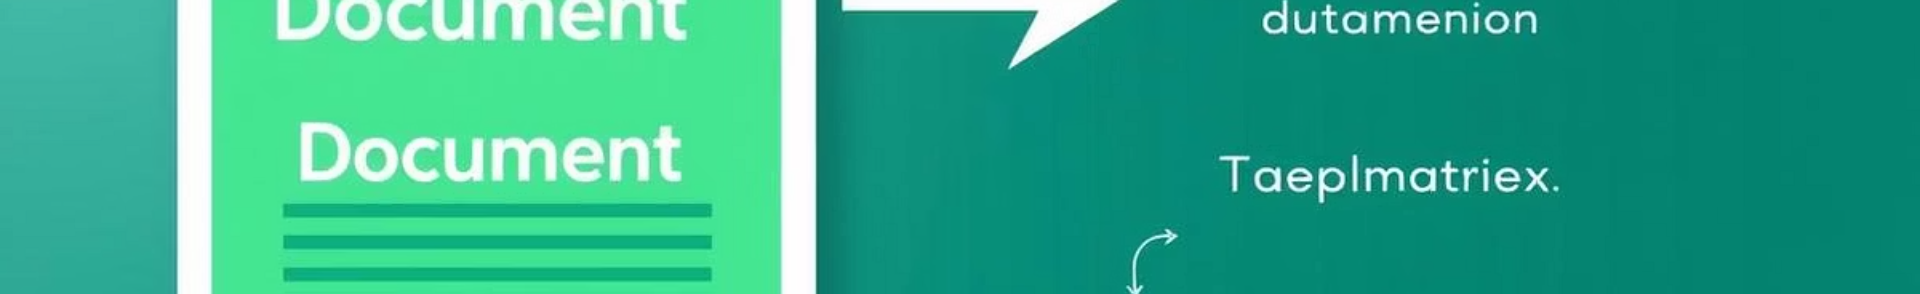 Document
dutamenion
Document
Taeplmatriex.